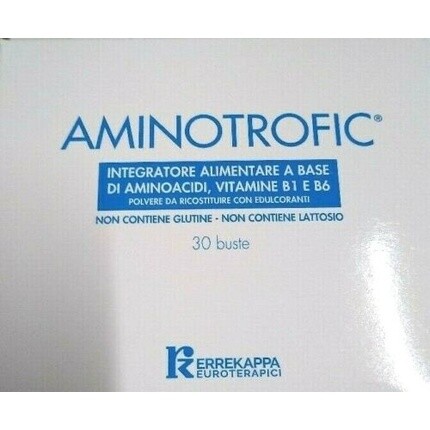 AMINOTROFIC®
INTEGRATORE ALIMENTARE A BASE
DI AMINOACIDI, VITAMINE B1 E B6
POLVERE DA RICOSTITUIRE CON EDULCORANTI
NON CONTIENE GLUTINE - NON CONTIENE LATTOSIO
30 buste
ERREKAPPA
EUROTERAPICI